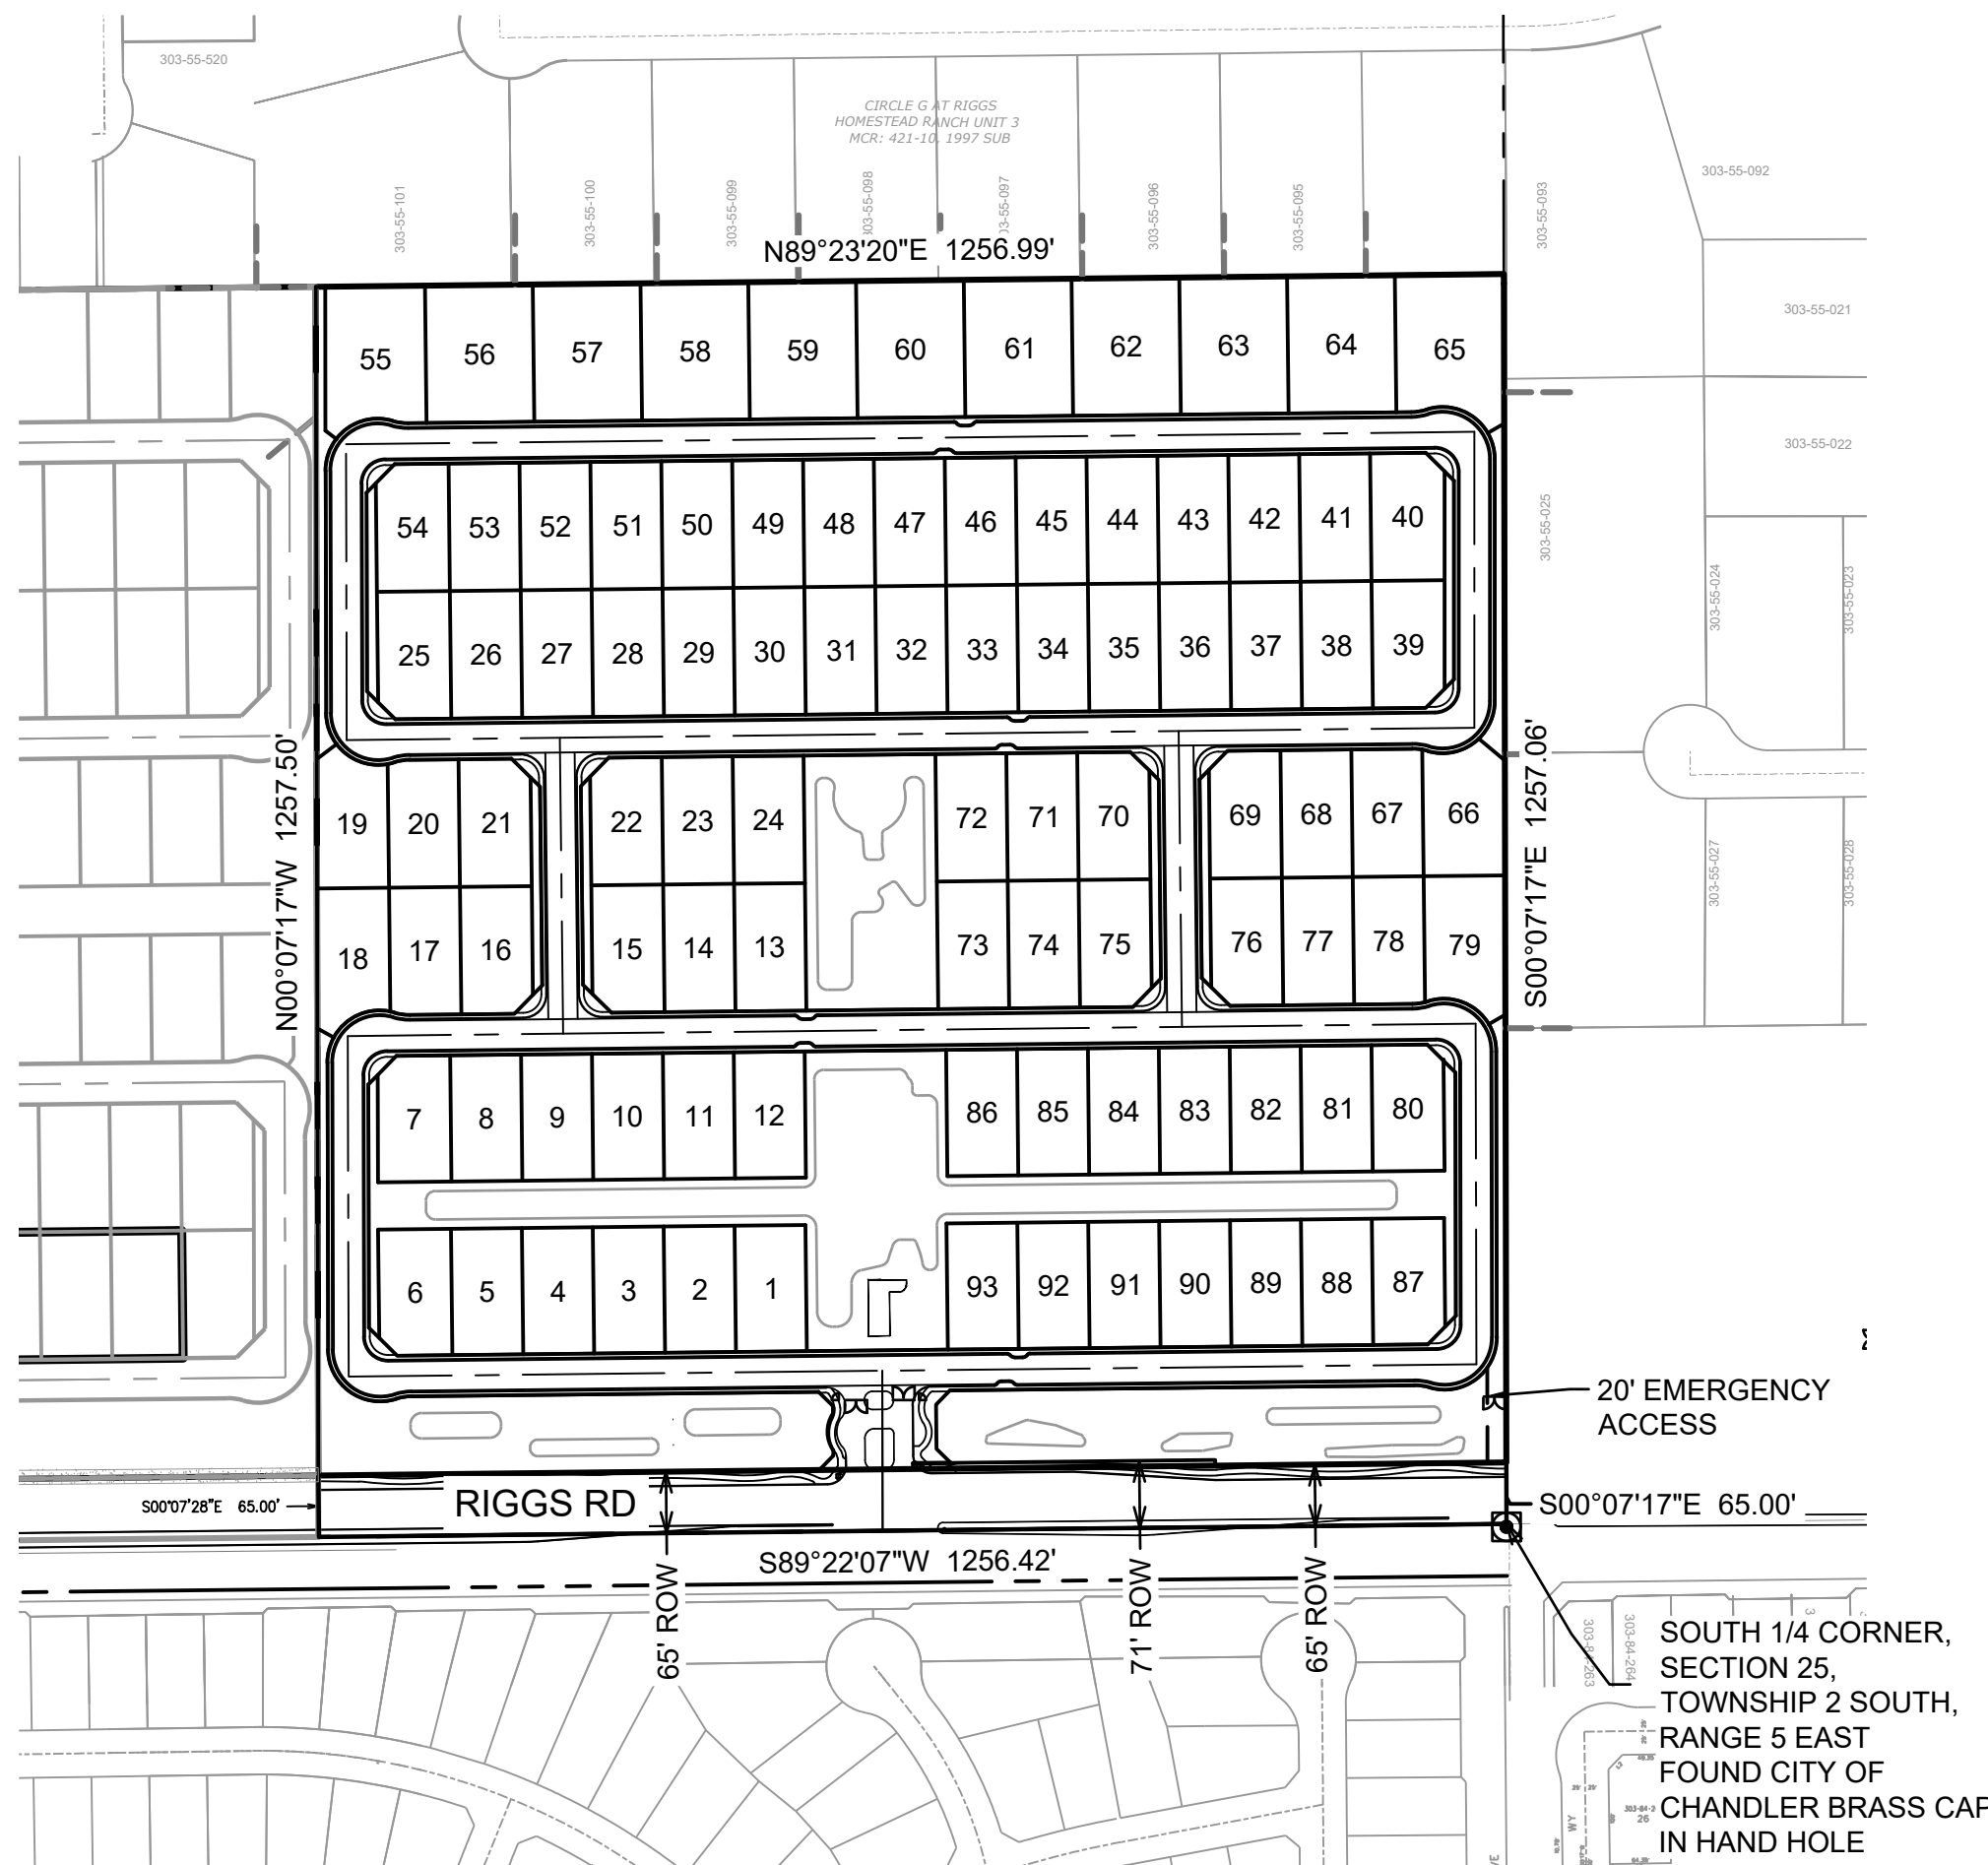 303-55-520
CIRCLE G AT RIGGS
HOMESTEAD RANCH UNIT 3
MCR: 421-10, 1997 SUB
303-55-101
303-55-100
303-55-099
303-55-098
303-55-097
303-55-096
303-55-095
303-55-093
303-55-092
N89°23'20"E 1256.99'
303-55-021
303-55-022
303-55-025
303-55-024
303-55-023
303-55-027
303-55-028
55 56 57 58 59 60 61 62 63 64 65
54 53 52 51 50 49 48 47 46 45 44 43 42 41 40
25 26 27 28 29 30 31 32 33 34 35 36 37 38 39
N00°07'17"W 1257.50'
S00°07'17"E 1257.06'
19 20 21 22 23 24 72 71 70 69 68 67 66
18 17 16 15 14 13 73 74 75 76 77 78 79
7 8 9 10 11 12 86 85 84 83 82 81 80
6 5 4 3 2 1 93 92 91 90 89 88 87
20' EMERGENCY
ACCESS
S00°07'28"E 65.00'
RIGGS RD
S00°07'17"E 65.00'
S89°22'07"W 1256.42'
65' ROW
71' ROW
65' ROW
303-84-263
303-84-264
3
SOUTH 1/4 CORNER,
SECTION 25,
TOWNSHIP 2 SOUTH,
RANGE 5 EAST
FOUND CITY OF
CHANDLER BRASS CAP
IN HAND HOLE
26
WY